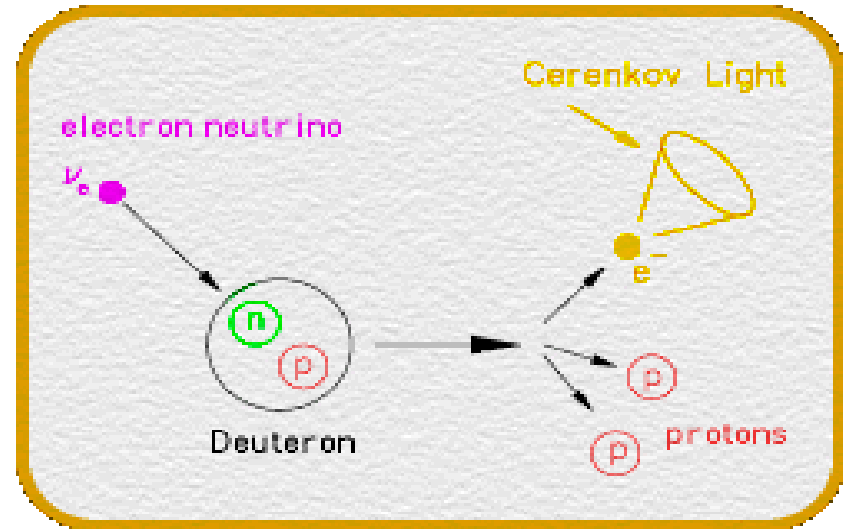 Cerenkov Light
electron neutrino
νe
e-
n
p
p
Deuteron
protons
p